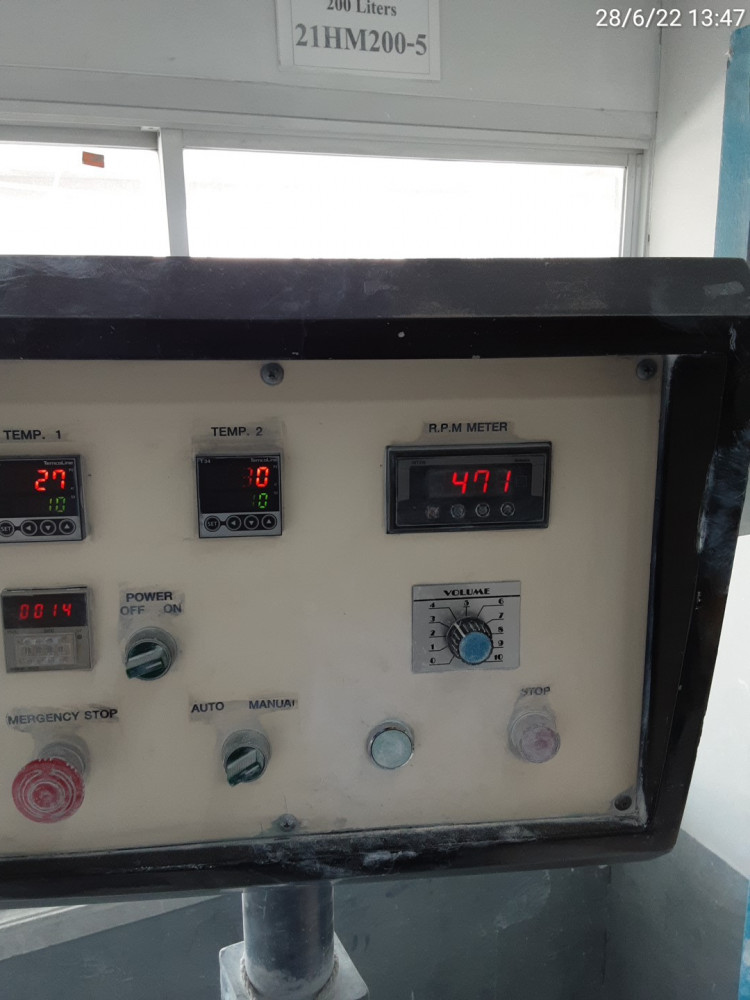 28/6/22 13:47
200 Liters
21HM200-5
TEMP. 1
TEMP. 2
R.P.M METER
27
10
SET
10
SET
471
0014
POWER
OFF ON
VOLUME
0 1 2 3 4 5 6 7 8 9 10
MERGENCY STOP
AUTO MANUAL
STOP